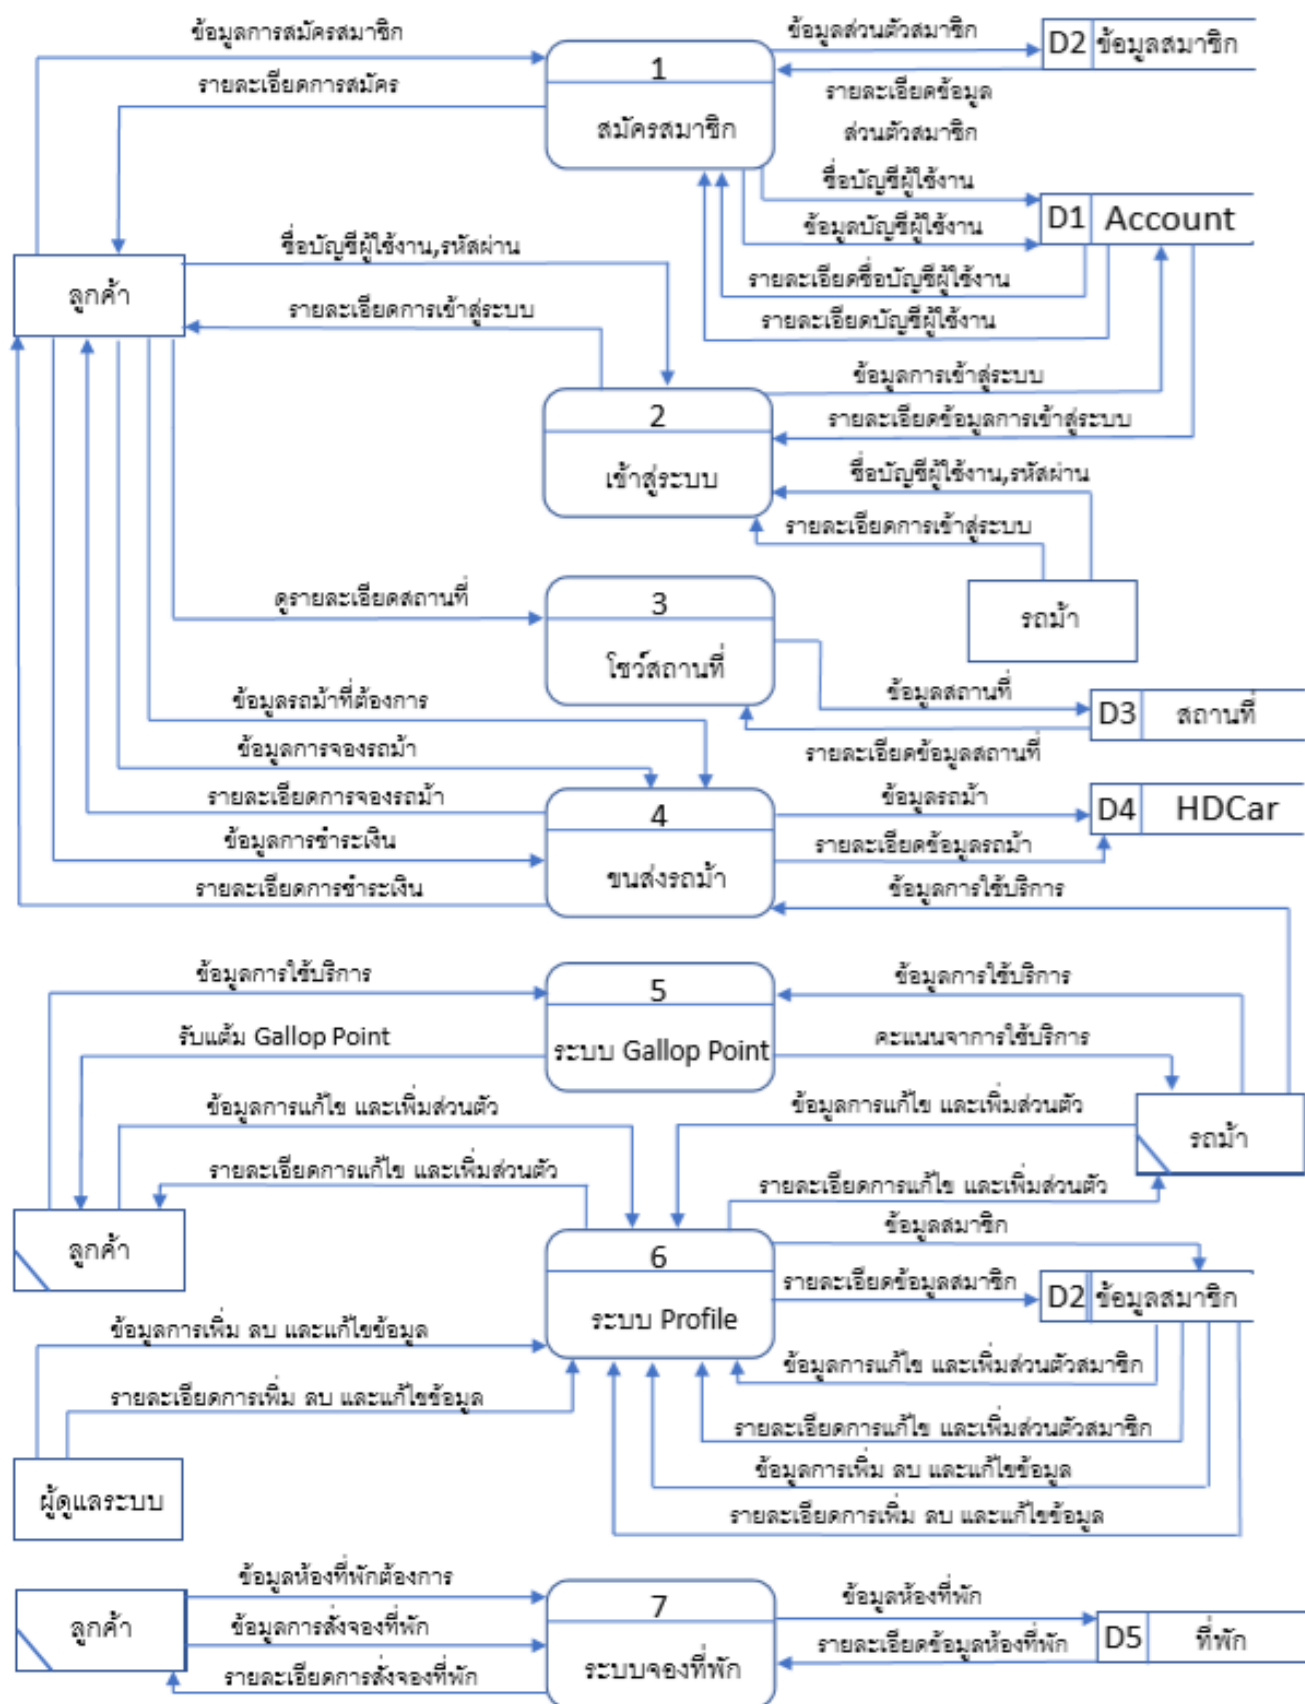 ข้อมูลการสมัครสมาชิก
ข้อมูลส่วนตัวสมาชิก
D2 ข้อมูลสมาชิก
1
รายละเอียดการสมัคร
รายละเอียดข้อมูล
ส่วนตัวสมาชิก
สมัครสมาชิก
ชื่อบัญชีผู้ใช้งาน
D1 Account
ข้อมูลบัญชีผู้ใช้งาน
ชื่อบัญชีผู้ใช้งาน,รหัสผ่าน
รายละเอียดชื่อบัญชีผู้ใช้งาน
ลูกค้า
รายละเอียดการเข้าสู่ระบบ
รายละเอียดบัญชีผู้ใช้งาน
ข้อมูลการเข้าสู่ระบบ
2
รายละเอียดข้อมูลการเข้าสู่ระบบ
เข้าสู่ระบบ
ชื่อบัญชีผู้ใช้งาน,รหัสผ่าน
รายละเอียดการเข้าสู่ระบบ
ดูรายละเอียดสถานที่
3
รถม้า
โชว์สถานที่
ข้อมูลรถม้าที่ต้องการ
ข้อมูลสถานที่
D3 สถานที่
ข้อมูลการจองรถม้า
รายละเอียดข้อมูลสถานที่
รายละเอียดการจองรถม้า
4
ข้อมูลรถม้า
D4 HDCar
ข้อมูลการชำระเงิน
รายละเอียดข้อมูลรถม้า
รายละเอียดการชำระเงิน
ขนส่งรถม้า
ข้อมูลการใช้บริการ
ข้อมูลการใช้บริการ
5
ข้อมูลการใช้บริการ
รับแต้ม Gallop Point
ระบบ Gallop Point
คะแนนจาการใช้บริการ
ข้อมูลการแก้ไข และเพิ่มส่วนตัว
ข้อมูลการแก้ไข และเพิ่มส่วนตัว
รถม้า
รายละเอียดการแก้ไข และเพิ่มส่วนตัว
รายละเอียดการแก้ไข และเพิ่มส่วนตัว
ลูกค้า
6
ข้อมูลสมาชิก
รายละเอียดข้อมูลสมาชิก
D2 ข้อมูลสมาชิก
ระบบ Profile
ข้อมูลการเพิ่ม ลบ และแก้ไขข้อมูล
ข้อมูลการแก้ไข และเพิ่มส่วนตัวสมาชิก
รายละเอียดการเพิ่ม ลบ และแก้ไขข้อมูล
รายละเอียดการแก้ไข และเพิ่มส่วนตัวสมาชิก
ข้อมูลการเพิ่ม ลบ และแก้ไขข้อมูล
ผู้ดูแลระบบ
รายละเอียดการเพิ่ม ลบ และแก้ไขข้อมูล
ข้อมูลห้องที่พักต้องการ
7
ข้อมูลห้องที่พัก
ลูกค้า
ข้อมูลการสั่งจองที่พัก
D5 ที่พัก
รายละเอียดข้อมูลห้องที่พัก
รายละเอียดการสั่งจองที่พัก
ระบบจองที่พัก